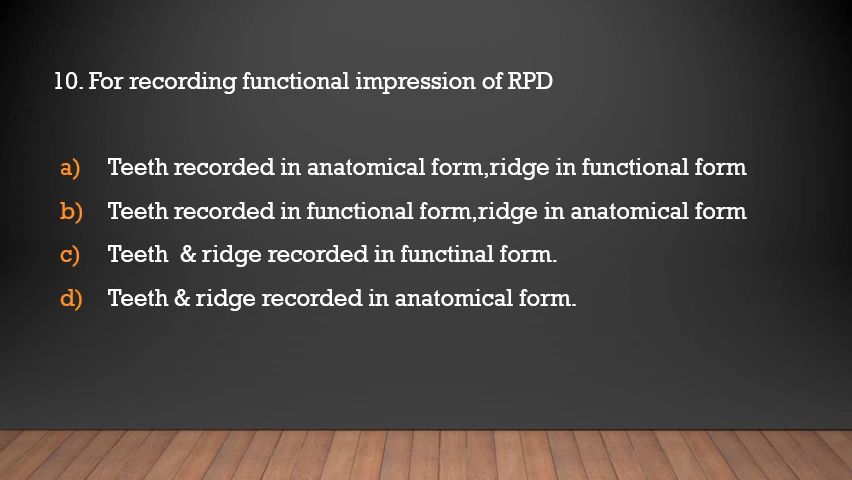 10. For recording functional impression of RPD
a) Teeth recorded in anatomical form,ridge in functional form
b) Teeth recorded in functional form,ridge in anatomical form
c) Teeth & ridge recorded in functinal form.
d) Teeth & ridge recorded in anatomical form.